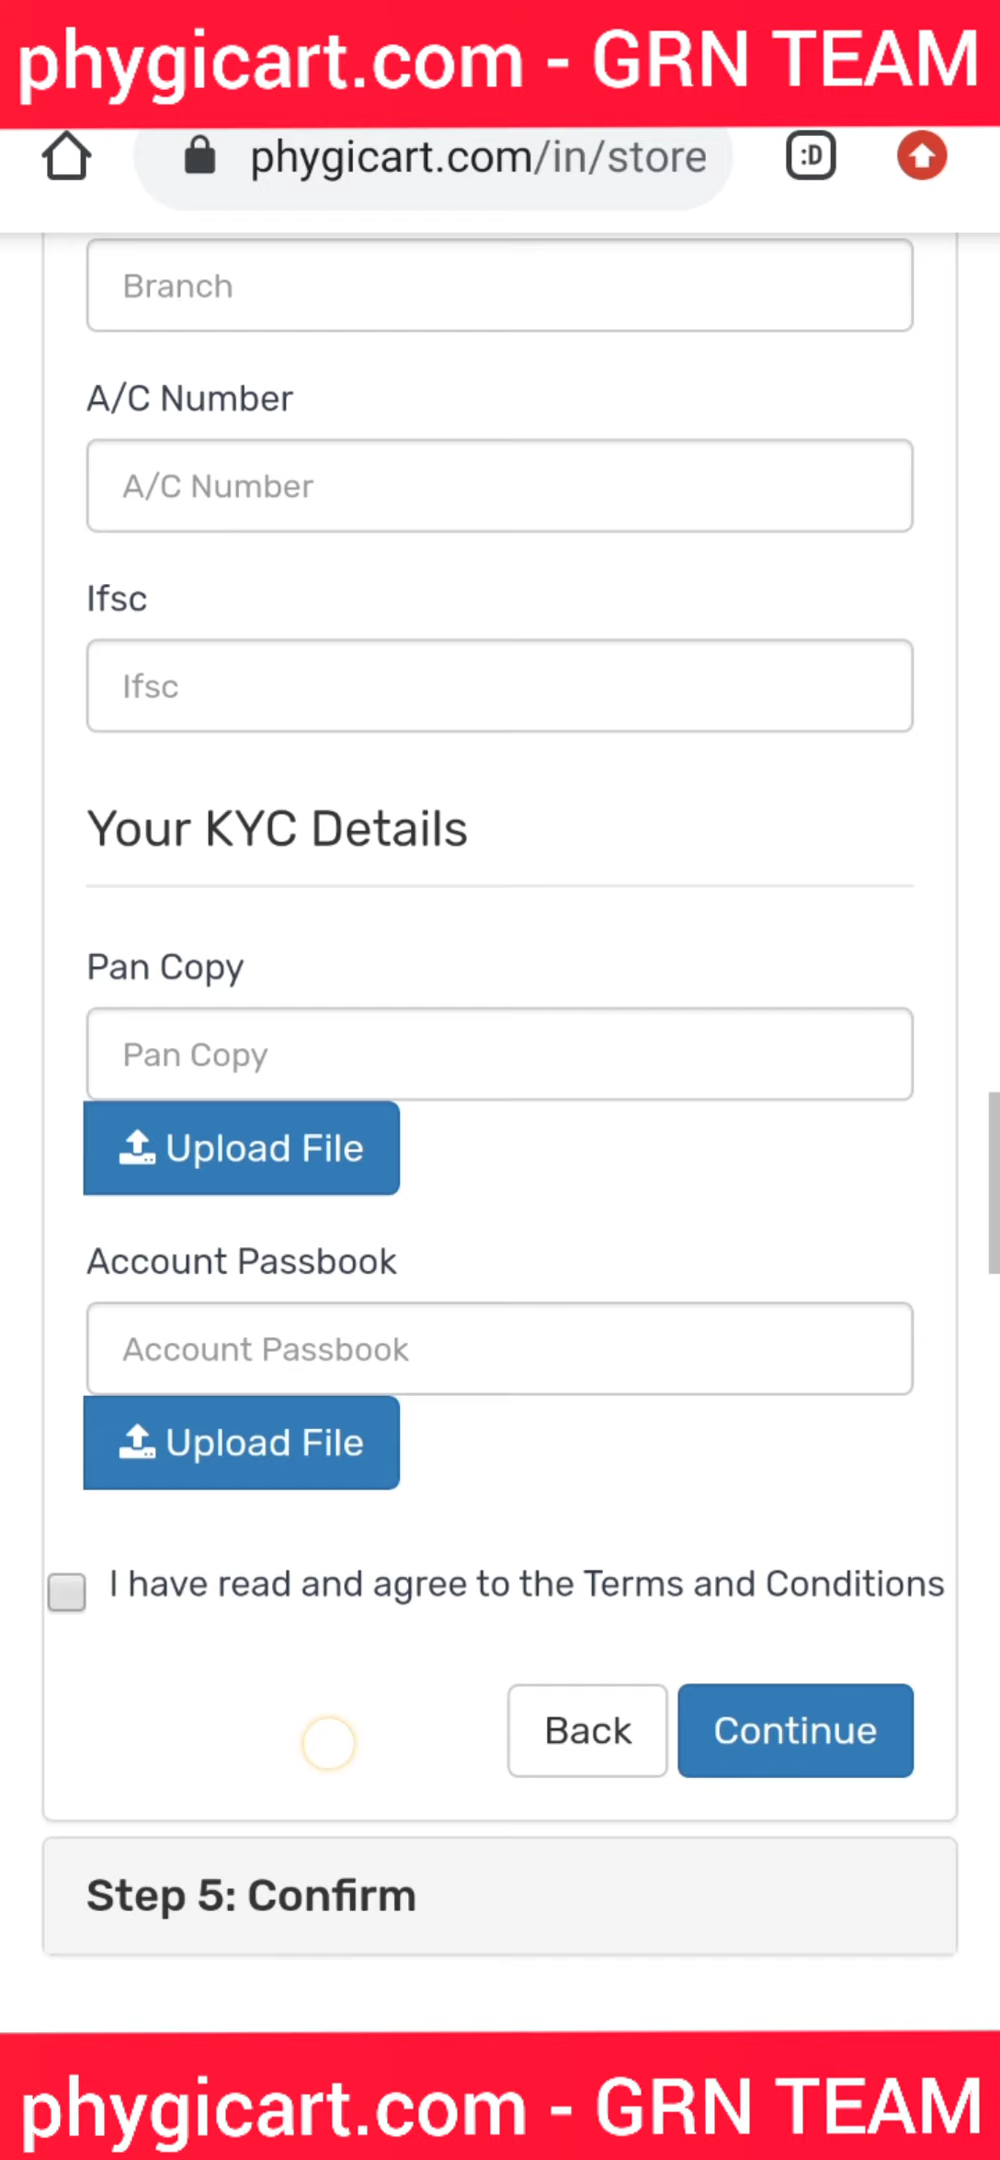 phygicart.com - GRN TEAM
phygicart.com/in/store
:D
Branch
A/C Number
A/C Number
Ifsc
Ifsc
Your KYC Details
Pan Copy
Pan Copy
Upload File
Account Passbook
Account Passbook
Upload File
I have read and agree to the Terms and Conditions
Back
Continue
Step 5: Confirm
phygicart.com - GRN TEAM